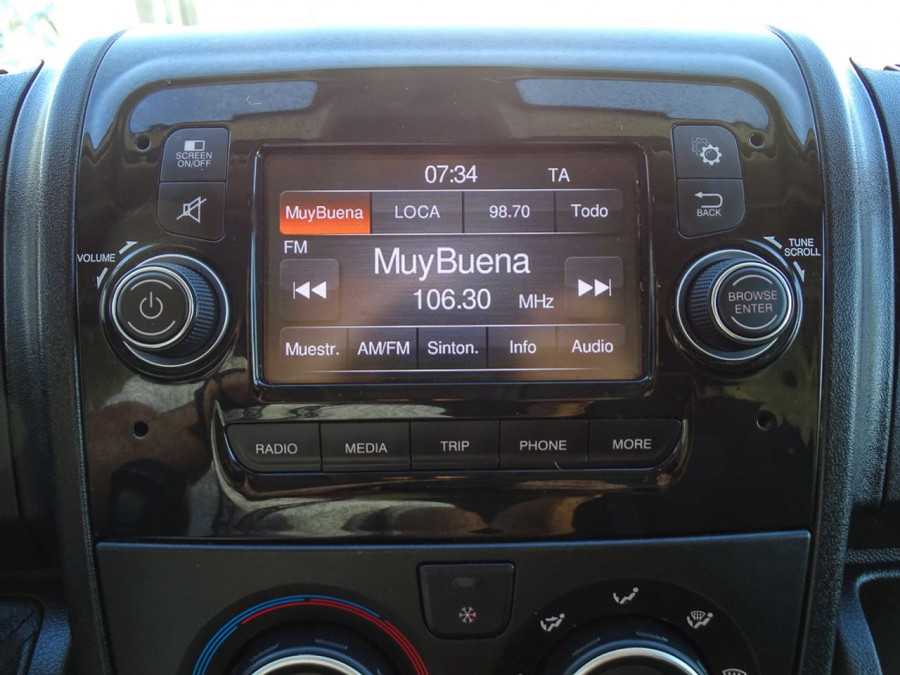 SCREEN
ON/OFF
07:34 TA
MuyBuena LOCA 98.70 Todo
BACK
VOLUME
FM
TUNE
SCROLL
MuyBuena
106.30 MHz
BROWSE
ENTER
Muestr. AM/FM Sinton. Info Audio
RADIO MEDIA TRIP PHONE MORE